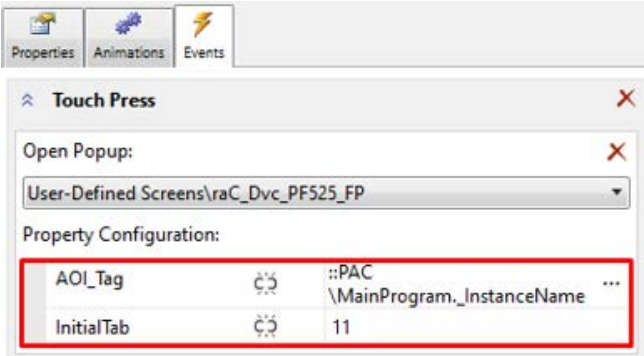 Properties Animations Events
Touch Press
Open Popup:
User-Defined Screens\raC_Dvc_PF525_FP
Property Configuration:
AOI_Tag ::PAC
\MainProgram._InstanceName ...
InitialTab 11